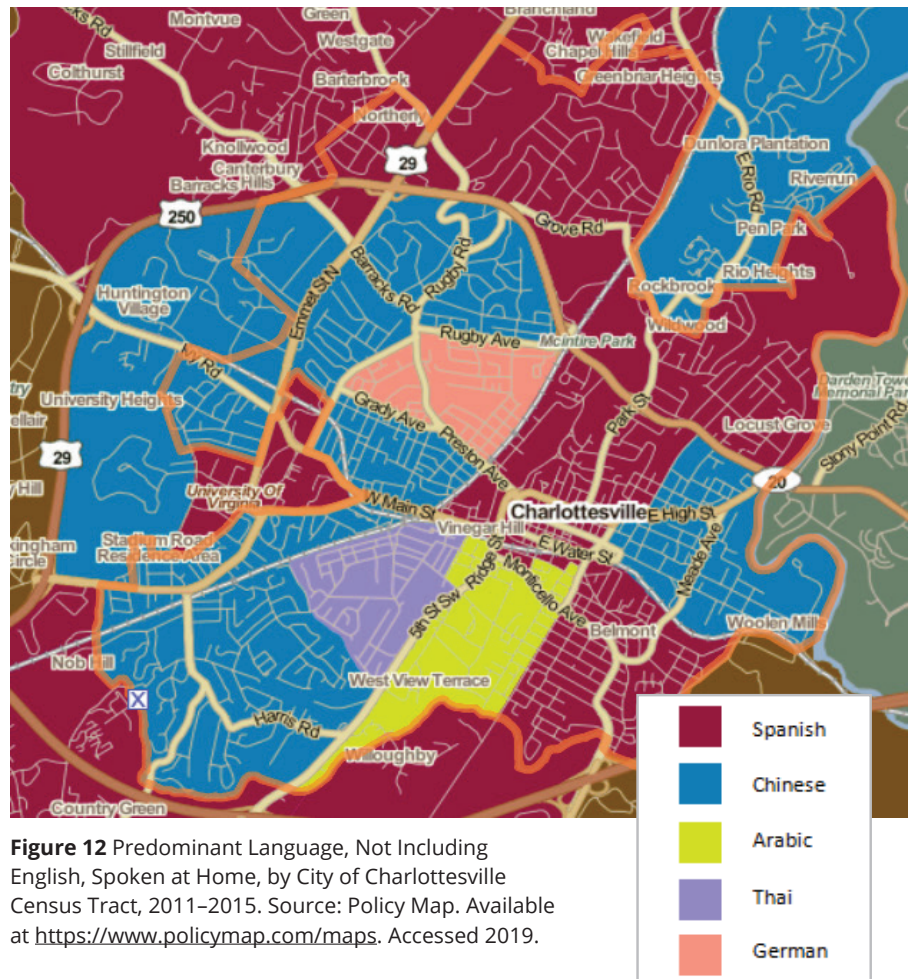 cks Rd
Montvue
Green
Branchland
Stillfield
Westgate
Wakefield
Chapel Hills
Colthurst
Barterbrook
Greenbriar Heights
Northerly
Knollwood
29
Dunlora Plantation
Canterbury
Hills
Barracks
E Rio Rd
Riverrun
250
Grove Rd
Pen Park
Barracks Rd
Rugby Rd
Emmet St N
Rio Heights
Rockbrook
Huntington
Village
Wildwood
Rugby Ave
McIntire Park
Ivy Rd
Darden Towe
Memorial Park
University Heights
ellair
Grady Ave
Park St
Stony Point Rd
Locust Grove
Preston Ave
29
y Hill
20
University Of
Virginia
W Main St
Charlottesville
E High St
Vinegar Hill
Stadium Road
Residence Area
kingham
Circle
E Water St
Meade Ave
Ridge St
Monticello Ave
5th St Sw
Belmont
Woolen Mills
Nob Hill
West View Terrace
X
Harris Rd
Willoughby
Country Green
Spanish
Chinese
Arabic
Thai
German
Figure 12 Predominant Language, Not Including
English, Spoken at Home, by City of Charlottesville
Census Tract, 2011–2015. Source: Policy Map. Available
at https://www.policymap.com/maps. Accessed 2019.